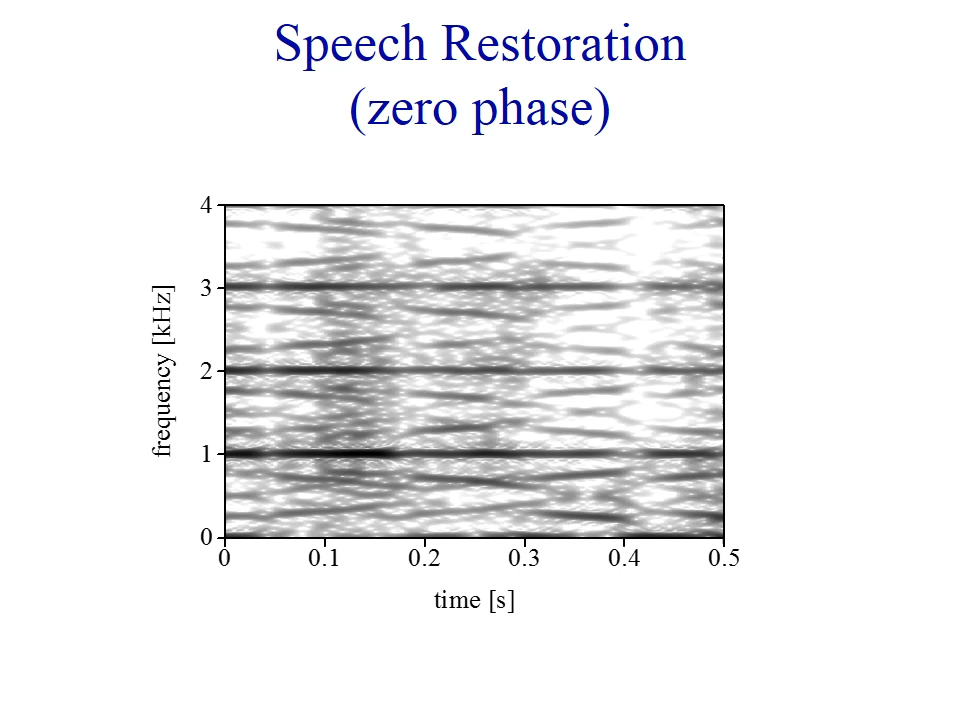 Speech Restoration
(zero phase)
4
3
2
1
0
frequency [kHz]
0 0.1 0.2 0.3 0.4 0.5
time [s]